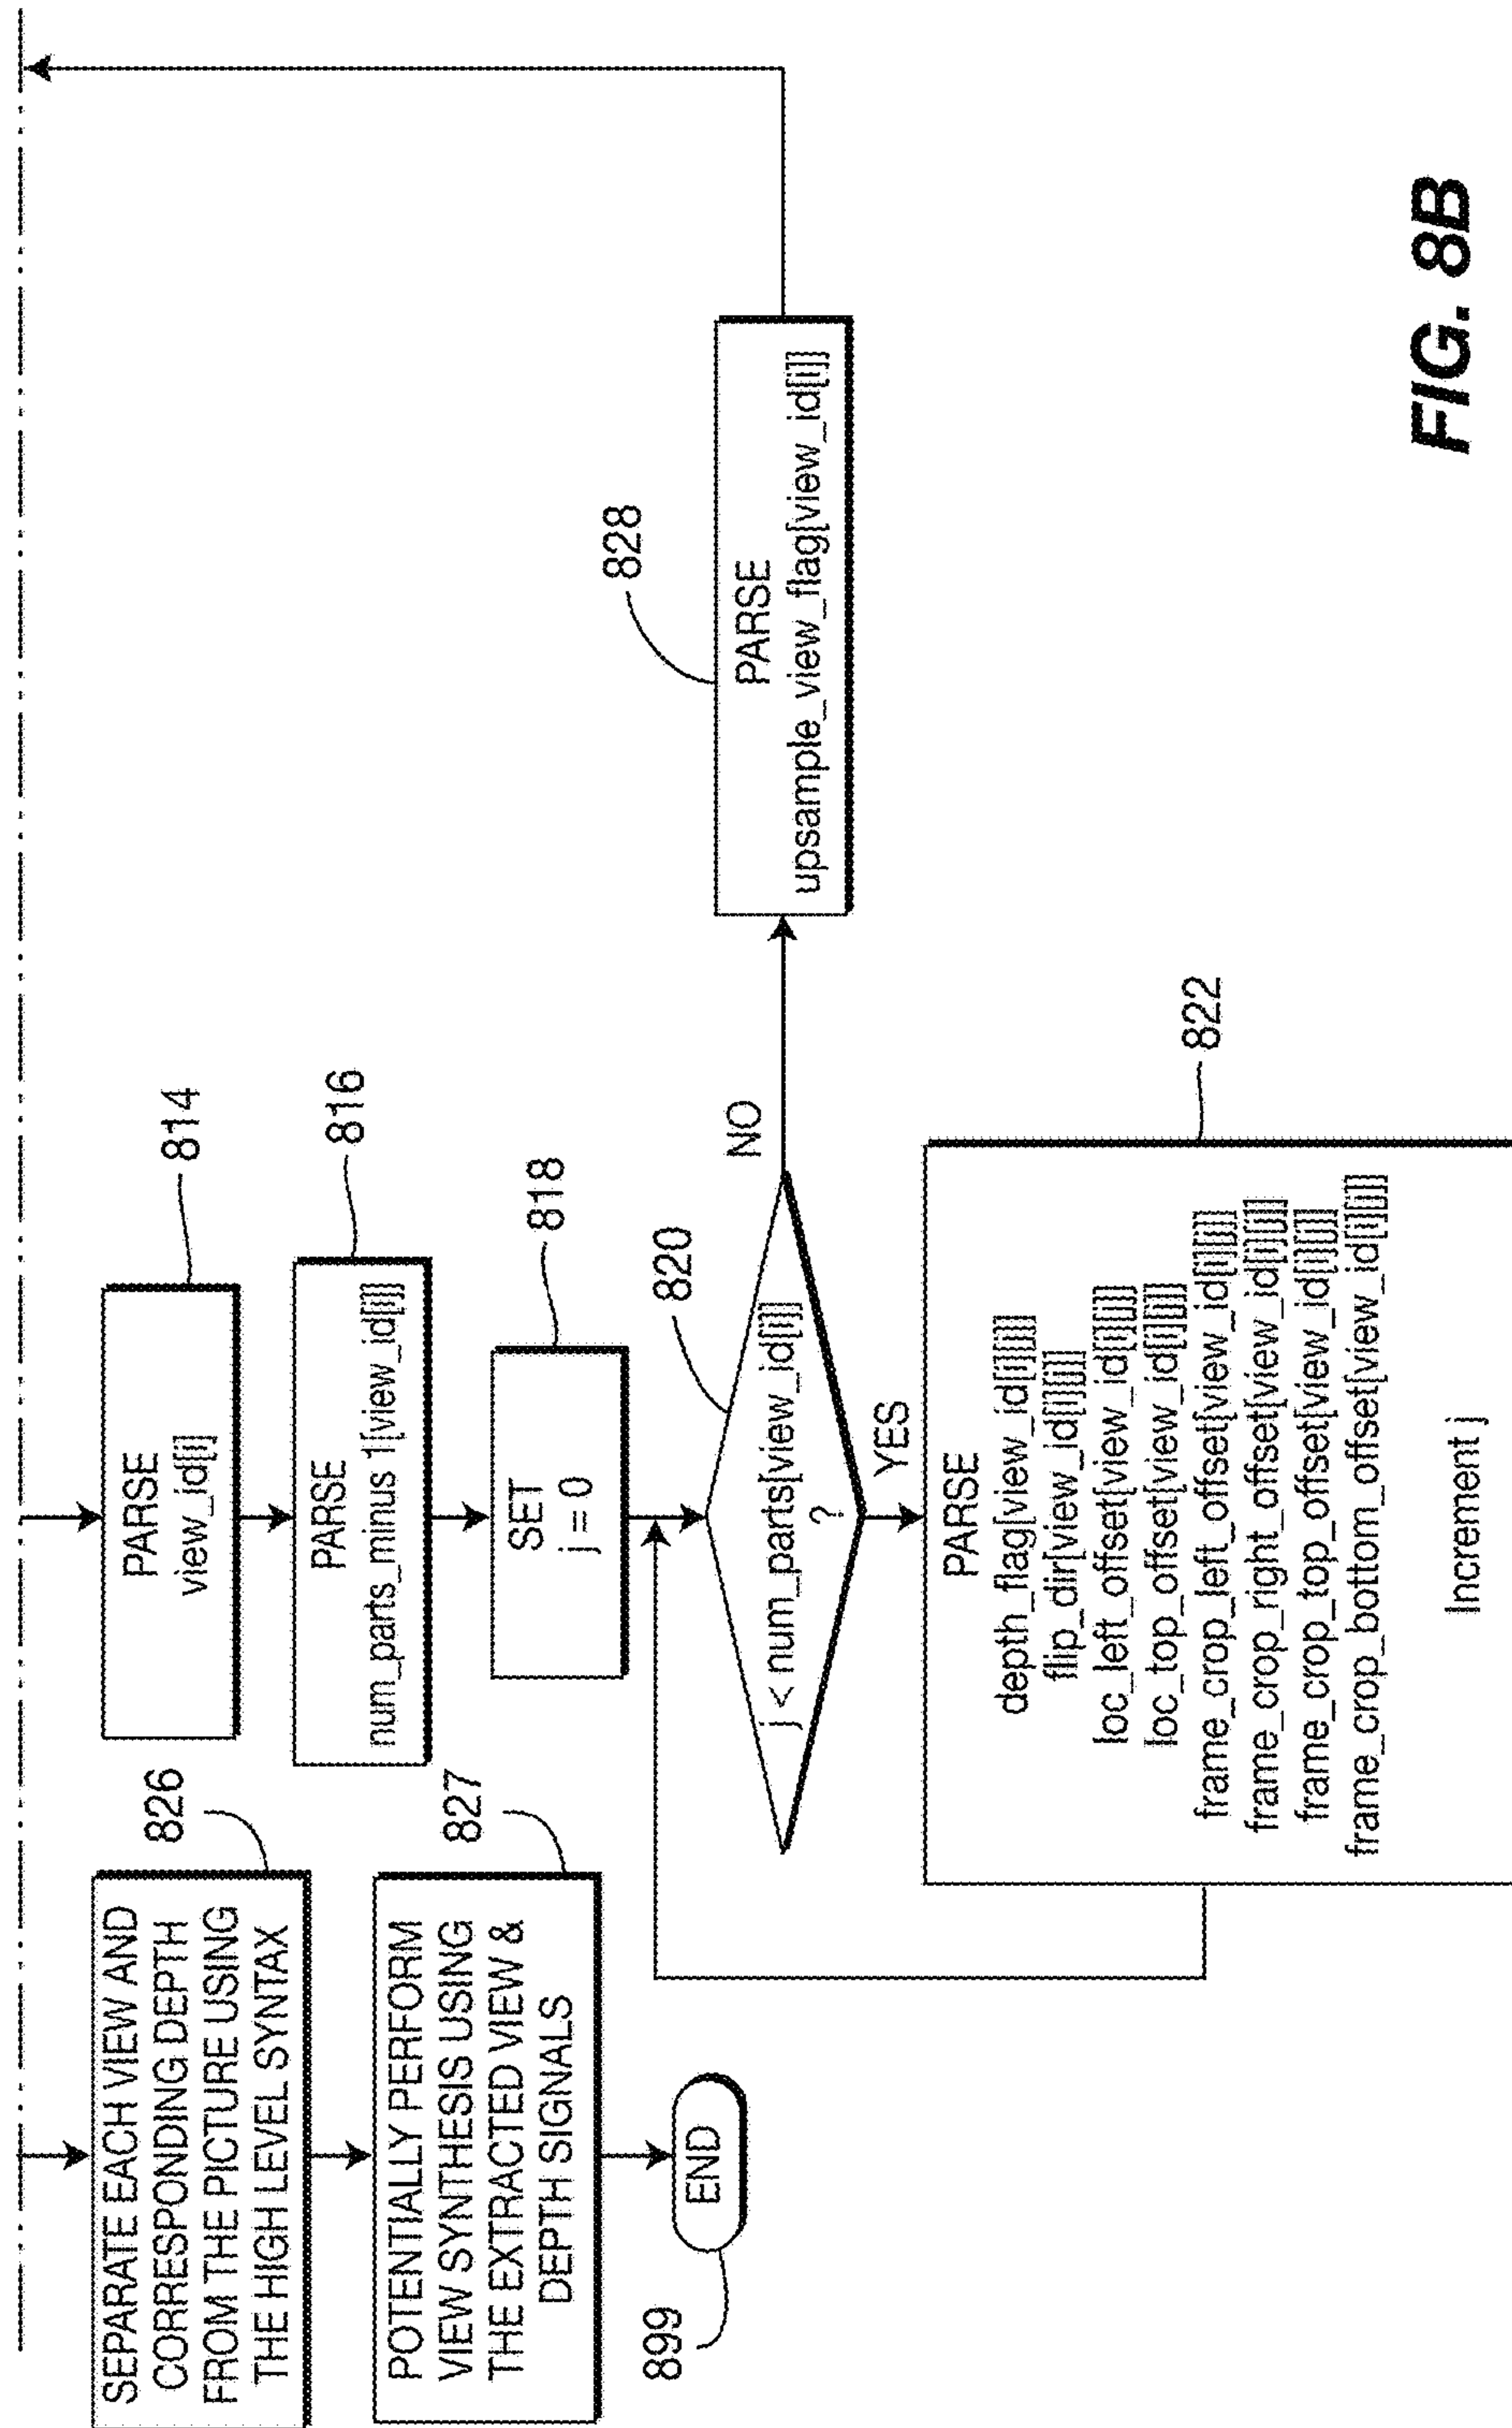 SEPARATE EACH VIEW AND
CORRESPONDING DEPTH
FROM THE PICTURE USING
THE HIGH LEVEL SYNTAX
826
POTENTIALLY PERFORM
VIEW SYNTHESIS USING
THE EXTRACTED VIEW &
DEPTH SIGNALS
827
END
899
PARSE
view_id[i]
814
PARSE
num_parts_minus 1[view_id[i]]
816
SET
j = 0
818
820
j < num_parts[view_id[i]]
?
NO
YES
PARSE
upsample_view_flag[view_id[i]]
828
PARSE
depth_flag[view_id[i]][j]]
flip_dir[view_id[i]][j]]
loc_left_offset[view_id[i]][j]]
loc_top_offset[view_id[i]][j]]
frame_crop_left_offset[view_id[i]][j]]
frame_crop_right_offset[view_id[i]][j]]
frame_crop_top_offset[view_id[i]][j]]
frame_crop_bottom_offset[view_id[i]][j]]
Increment j
822
FIG. 8B